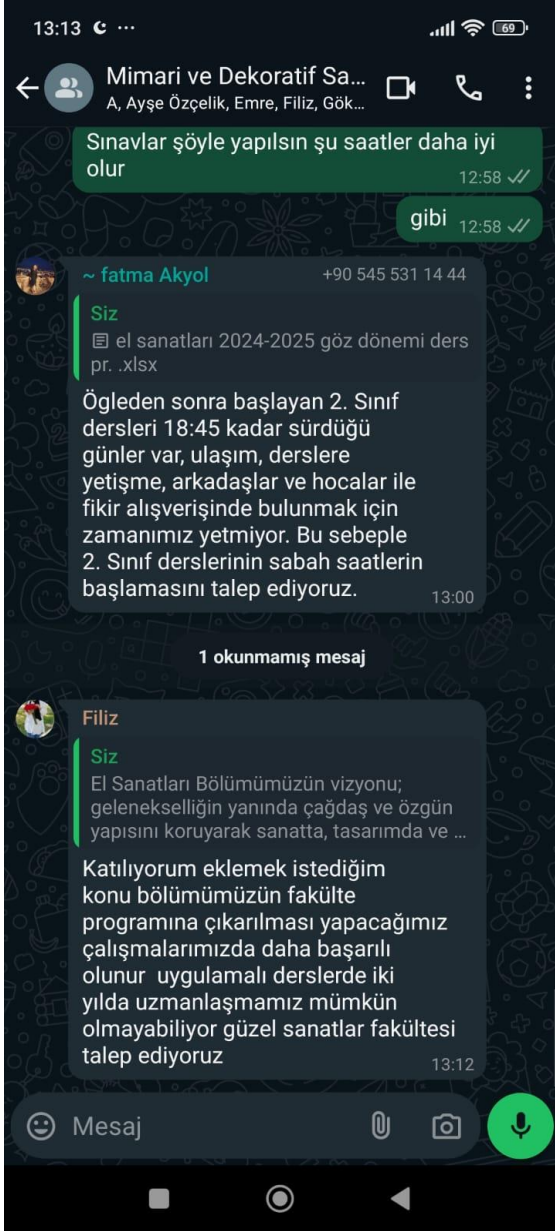 13:13 ···
69
Mimari ve Dekoratif Sa...
A, Ayşe Özçelik, Emre, Filiz, Gök...
Sınavlar şöyle yapılsın şu saatler daha iyi
olur
12:58
gibi 12:58
~ fatma Akyol +90 545 531 14 44
Siz
el sanatları 2024-2025 göz dönemi ders
pr. .xlsx
Ögleden sonra başlayan 2. Sınıf
dersleri 18:45 kadar sürdüğü
günler var, ulaşım, derslere
yetişme, arkadaşlar ve hocalar ile
fikir alışverişinde bulunmak için
zamanımız yetmiyor. Bu sebeple
2. Sınıf derslerinin sabah saatlerin
başlamasını talep ediyoruz.
13:00
1 okunmamış mesaj
Filiz
Siz
El Sanatları Bölümümüzün vizyonu;
gelenekselliğin yanında çağdaş ve özgün
yapısını koruyarak sanatta, tasarımda ve ...
Katılıyorum eklemek istediğim
konu bölümümüzün fakülte
programına çıkarılması yapacağımız
çalışmalarımızda daha başarılı
olunur uygulamalı derslerde iki
yılda uzmanlaşmamız mümkün
olmayabiliyor güzel sanatlar fakültesi
talep ediyoruz
13:12
Mesaj